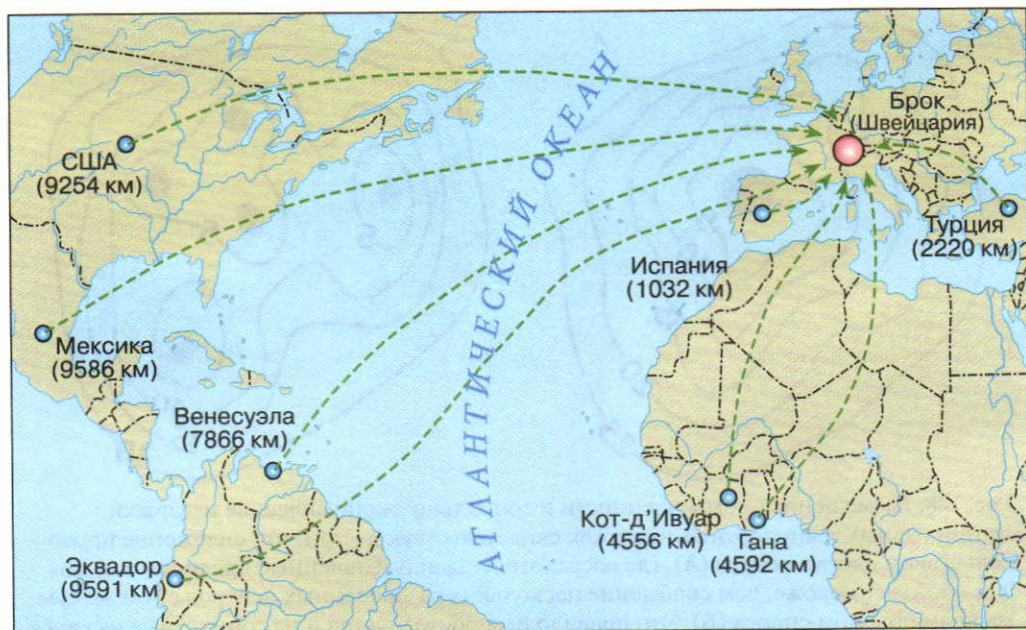 Брок
(Швейцария)
США
(9254 км)
АТЛАНТИЧЕСКИЙ ОКЕАН
Турция
(2220 км)
Испания
(1032 км)
Мексика
(9586 км)
Венесуэла
(7866 км)
Кот-д'Ивуар
(4556 км)
Гана
(4592 км)
Эквадор
(9591 км)